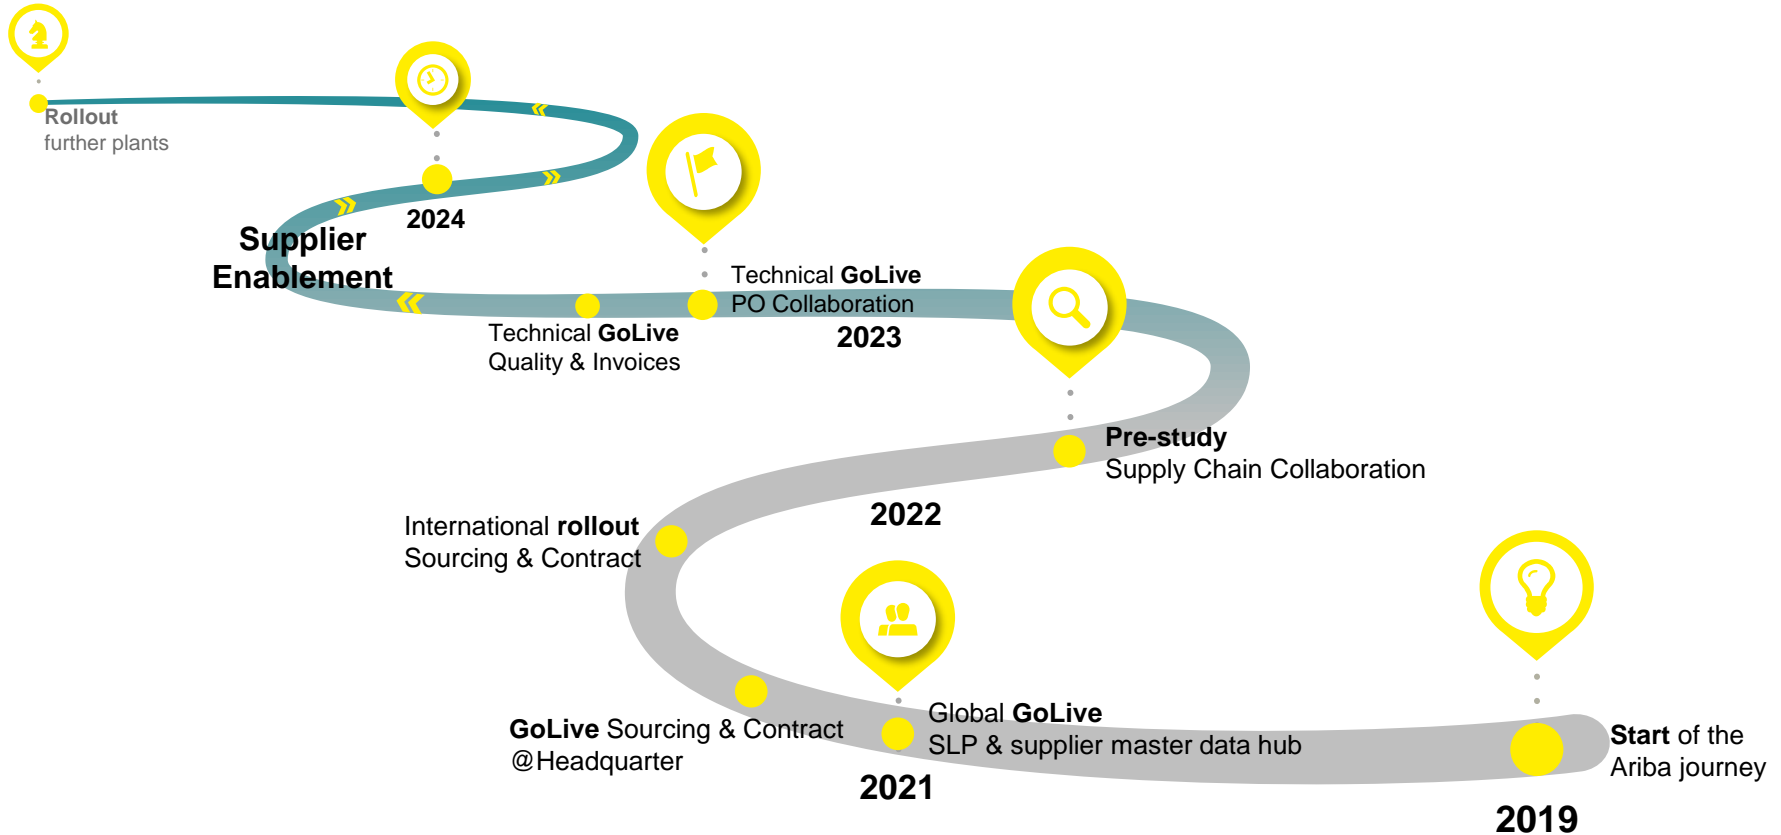 Rollout
further plants
2024
Supplier
Enablement
Technical GoLive
PO Collaboration
2023
Technical GoLive
Quality & Invoices
Pre-study
Supply Chain Collaboration
2022
International rollout
Sourcing & Contract
GoLive Sourcing & Contract
@Headquarter
Global GoLive
SLP & supplier master data hub
2021
Start of the
Ariba journey
2019